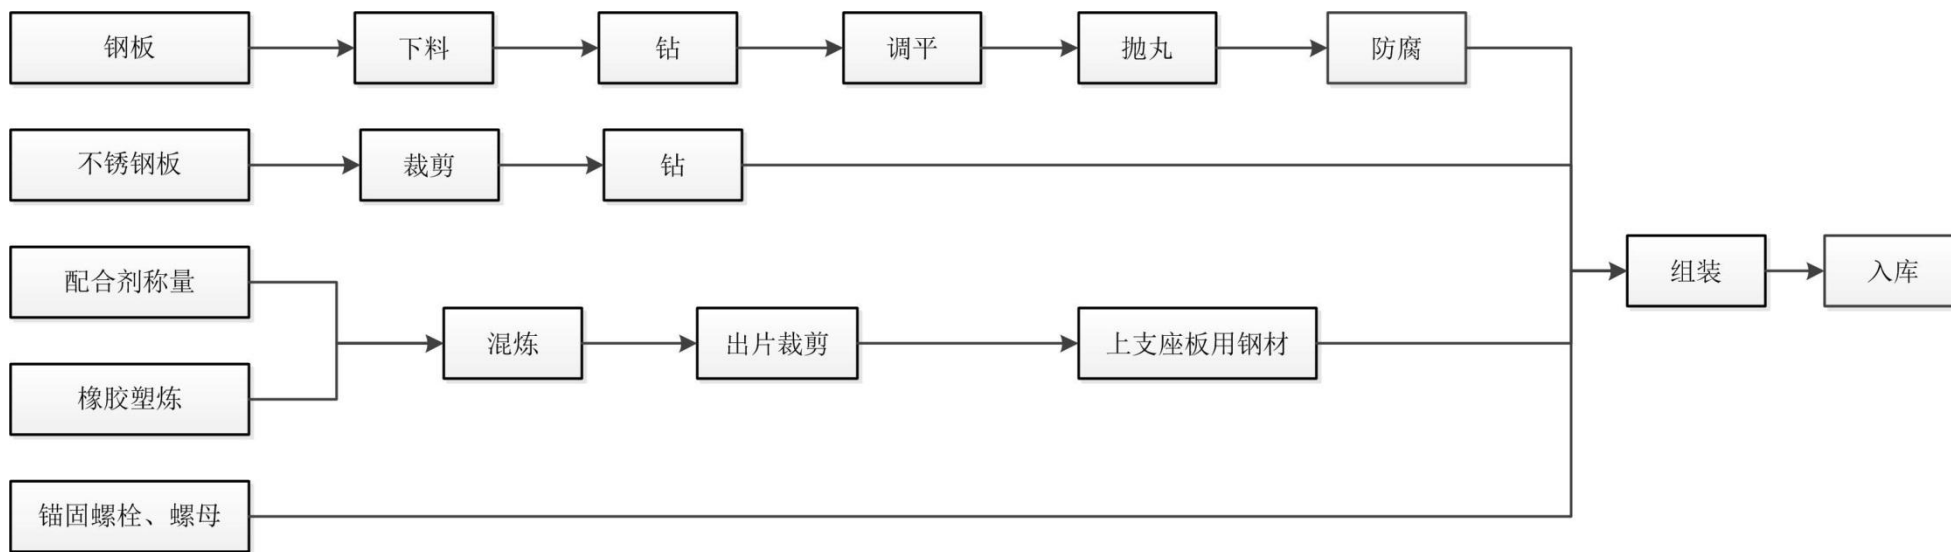 钢板
下料
钻
调平
抛丸
防腐
不锈钢板
裁剪
钻
配合剂称量
组装
入库
混炼
出片裁剪
上支座板用钢材
橡胶塑炼
锚固螺栓、螺母